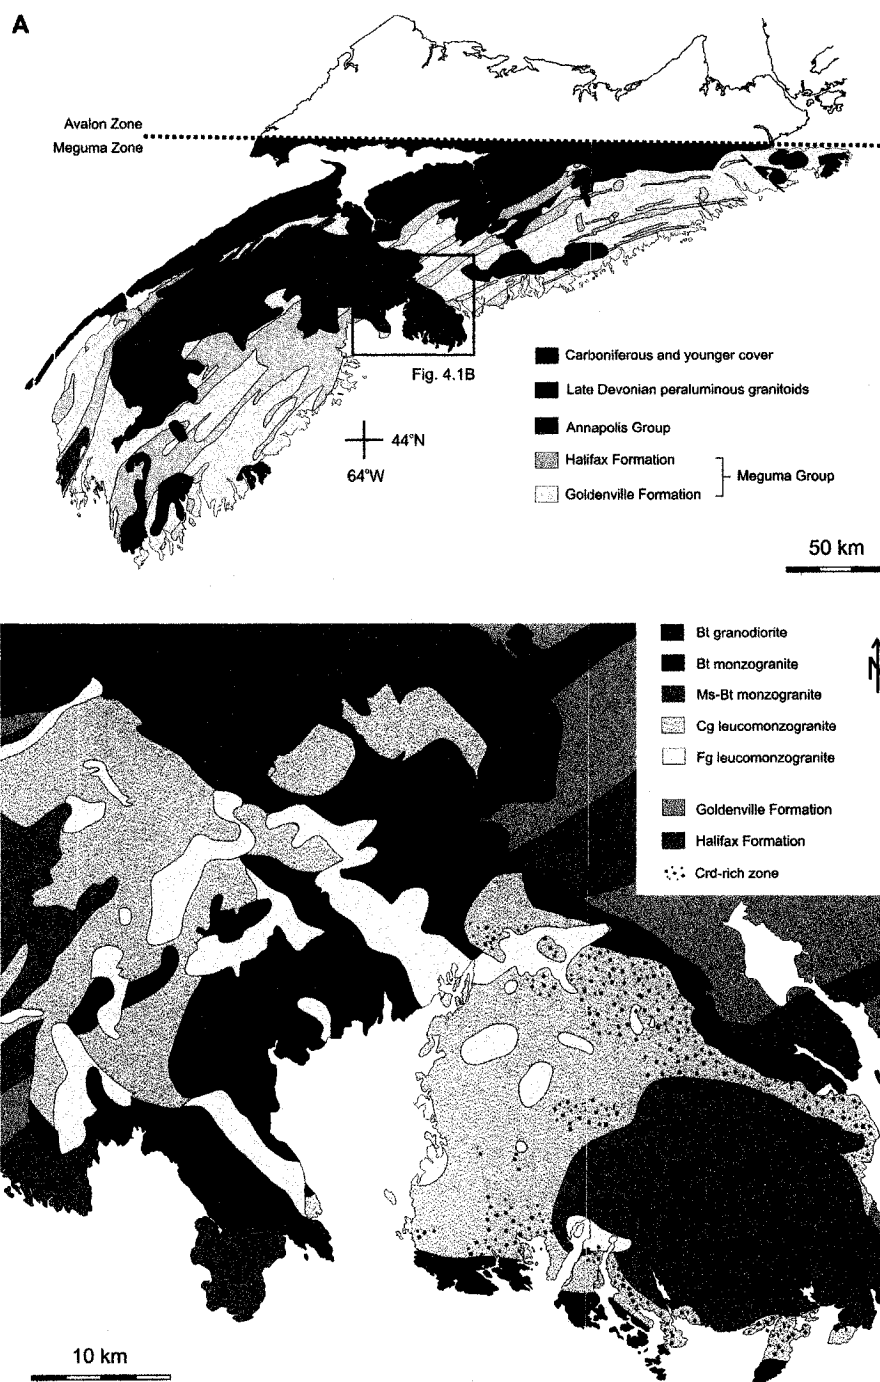 A
Avalon Zone
Meguma Zone
Fig. 4.1B
44°N
64°W
Carboniferous and younger cover
Late Devonian peraluminous granitoids
Annapolis Group
Halifax Formation
Meguma Group
Goldenville Formation
50 km
Bt granodiorite
Bt monzogranite
Ms-Bt monzogranite
Cg leucomonzogranite
Fg leucomonzogranite
Goldenville Formation
Halifax Formation
Crd-rich zone
N
10 km